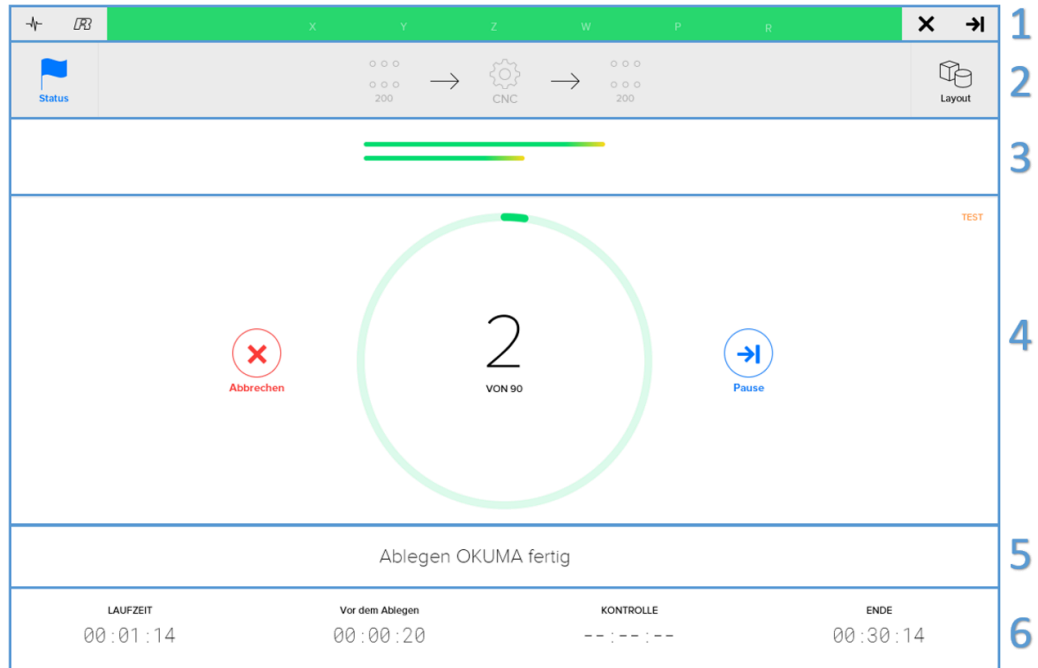 X Y Z W P R
1
Status
200
CNC
200
Layout
2
3
TEST
2
VON 90
Abbrechen
Pause
4
Ablegen OKUMA fertig
5
LAUFZEIT Vor dem Ablegen KONTROLLE ENDE
00:01:14 00:00:20 --:--:-- 00:30:14
6